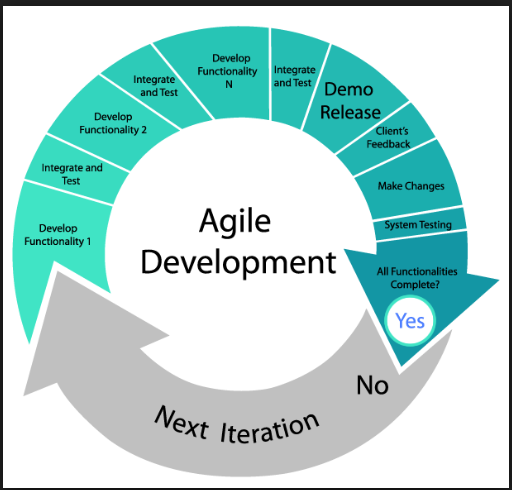 Develop
Functionality 1
Integrate and
Test
Develop
Functionality 2
Integrate
and Test
Develop
Functionality
N
Integrate
and Test
Demo
Release
Client's
Feedback
Make Changes
System Testing
All Functionalities
Complete?
Yes
No
Next Iteration
Agile
Development